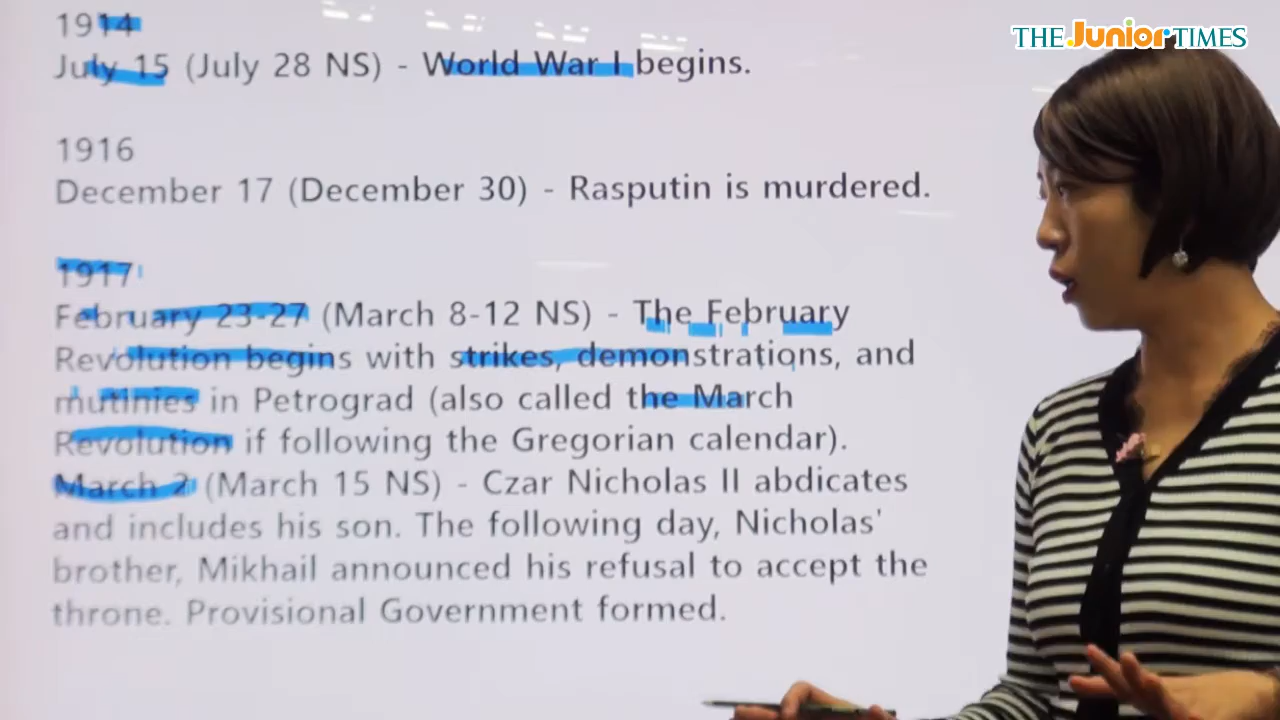 THE Junior TIMES
1914
July 15 (July 28 NS) - World War I begins.
1916
December 17 (December 30) - Rasputin is murdered.
1917
February 23-27 (March 8-12 NS) - The February
Revolution begins with strikes, demonstrations, and
mutinies in Petrograd (also called the March
Revolution if following the Gregorian calendar).
March 2 (March 15 NS) - Czar Nicholas II abdicates
and includes his son. The following day, Nicholas'
brother, Mikhail announced his refusal to accept the
throne. Provisional Government formed.